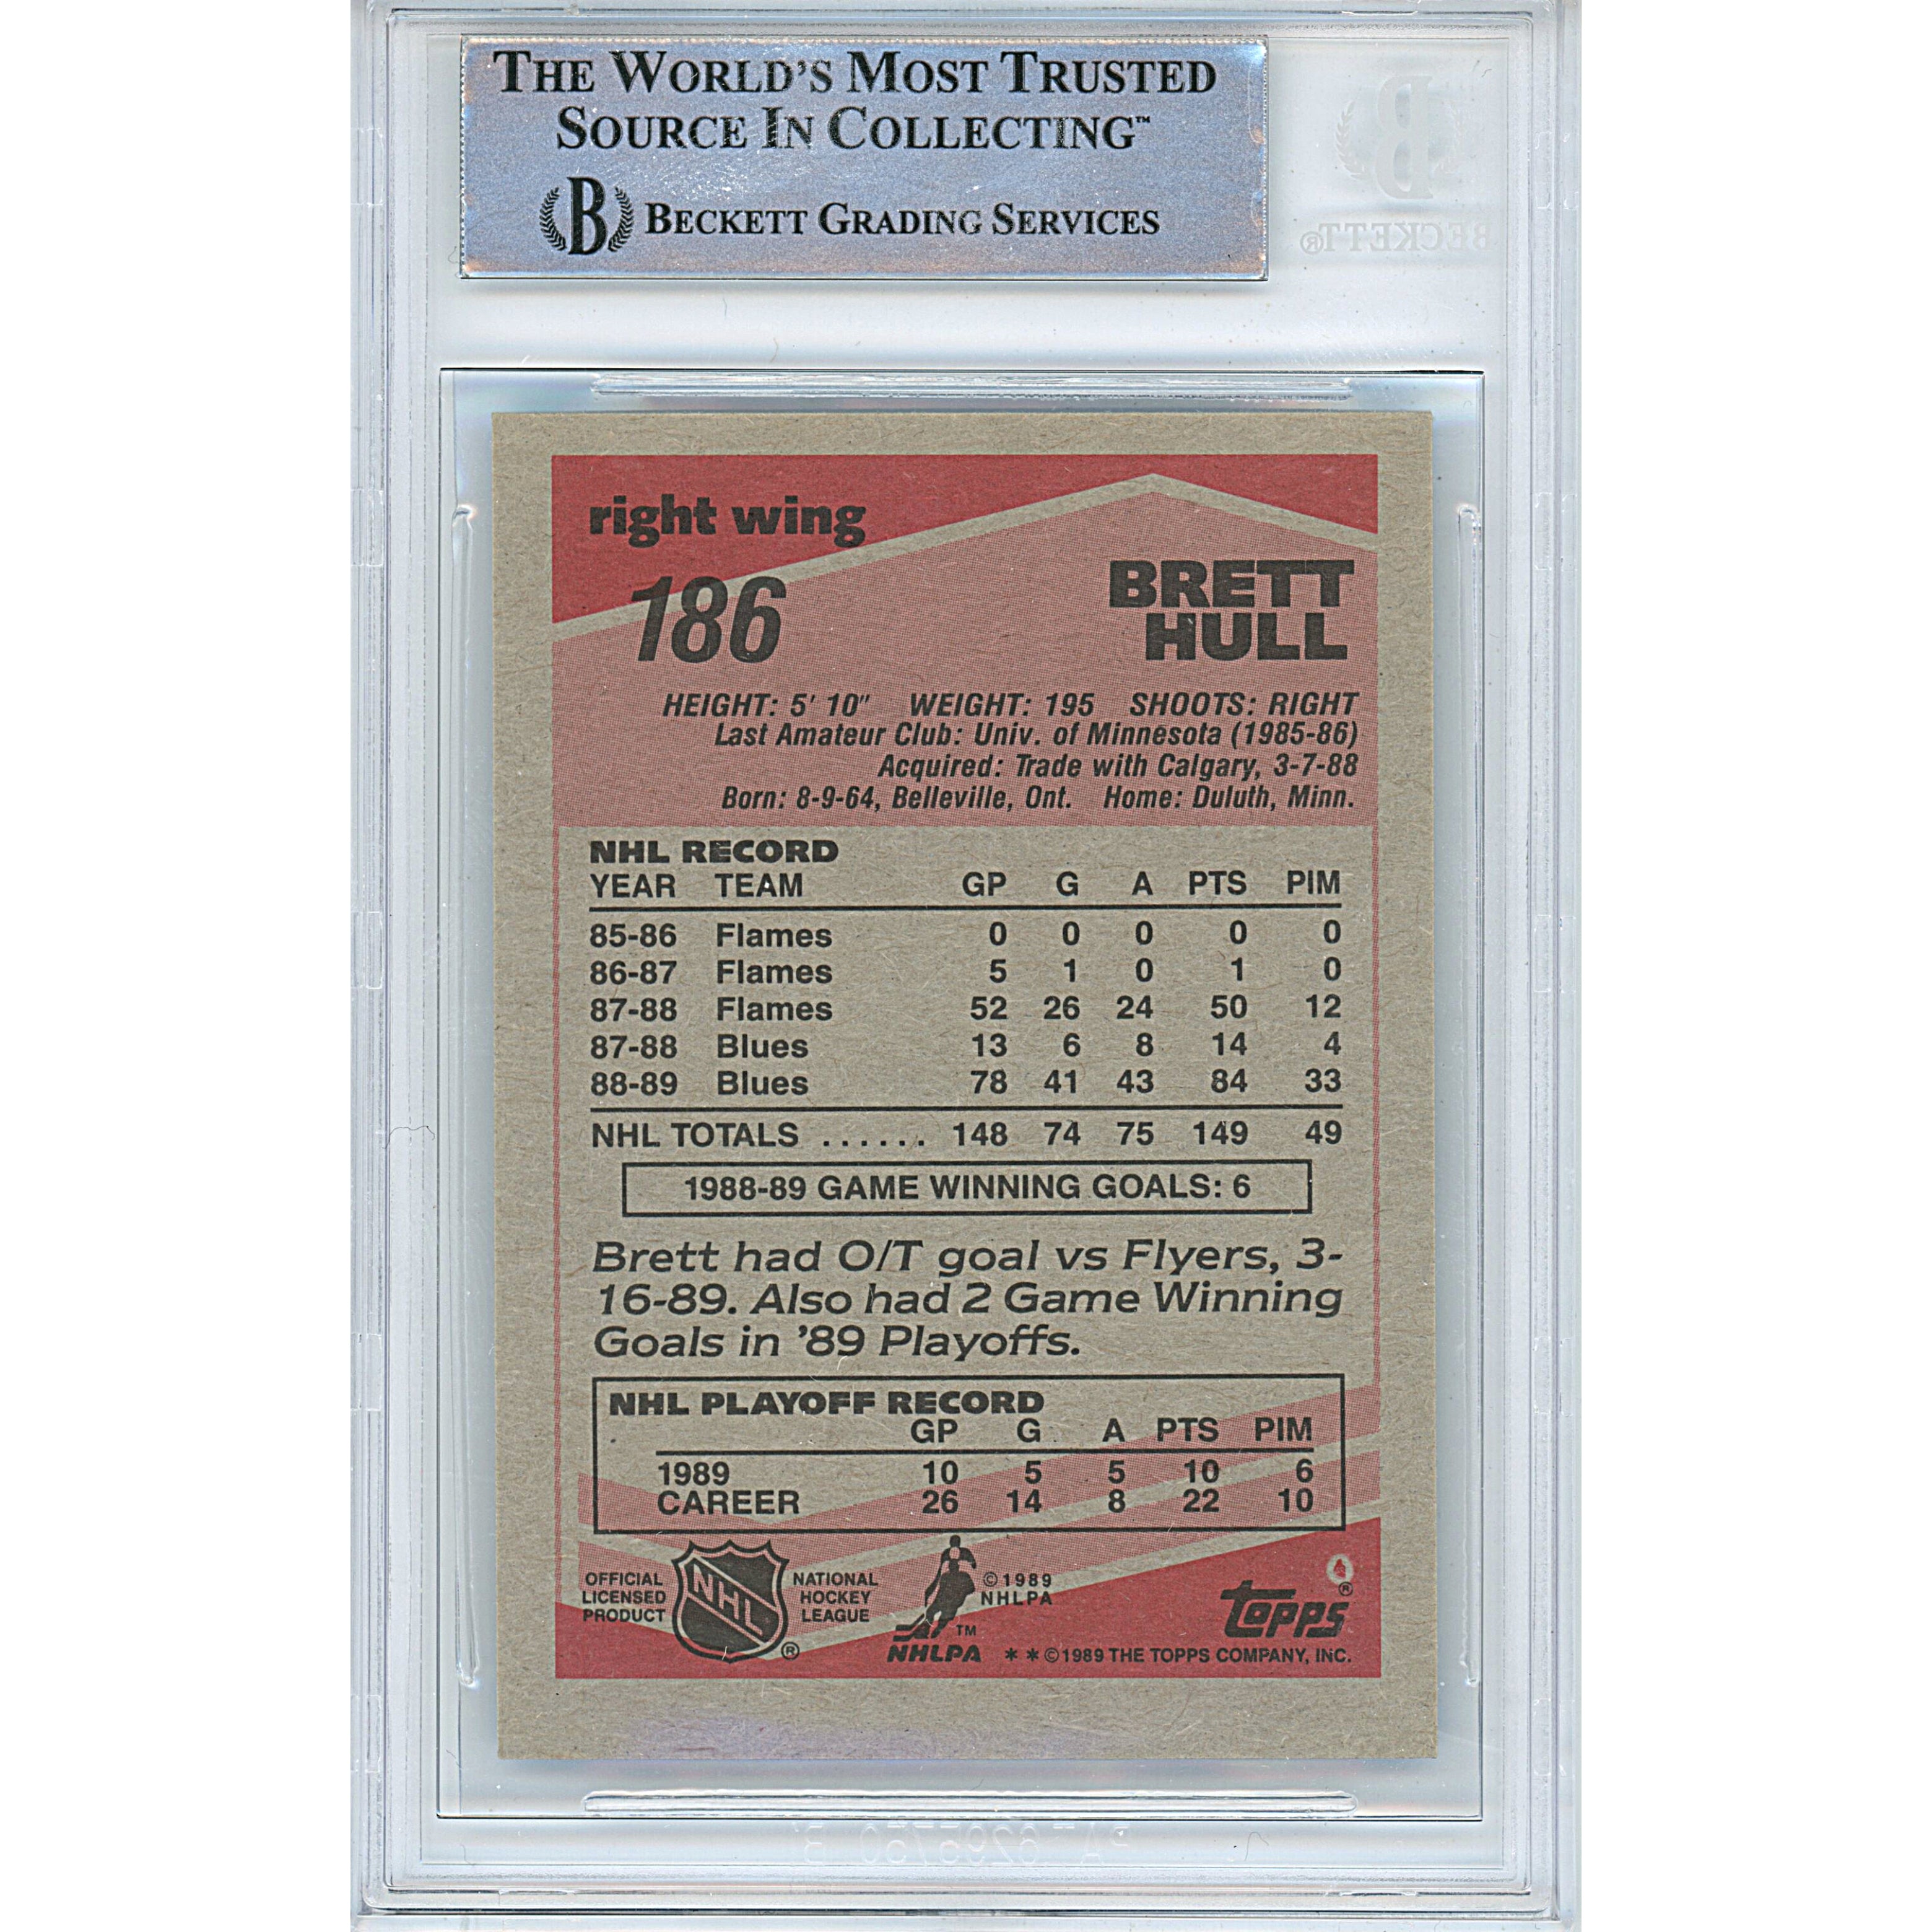 THE WORLD'S MOST TRUSTED
SOURCE IN COLLECTING™
B BECKETT GRADING SERVICES
B
BECKETT®
right wing
186
BRETT
HULL
HEIGHT: 5' 10" WEIGHT: 195 SHOOTS: RIGHT
Last Amateur Club: Univ. of Minnesota (1985-86)
Acquired: Trade with Calgary, 3-7-88
Born: 8-9-64, Belleville, Ont. Home: Duluth, Minn.
NHL RECORD
YEAR TEAM GP G A PTS PIM
85-86 Flames 0 0 0 0 0
86-87 Flames 5 1 0 1 0
87-88 Flames 52 26 24 50 12
87-88 Blues 13 6 8 14 4
88-89 Blues 78 41 43 84 33
NHL TOTALS ...... 148 74 75 149 49
1988-89 GAME WINNING GOALS: 6
Brett had O/T goal vs Flyers, 3-
16-89. Also had 2 Game Winning
Goals in '89 Playoffs.
NHL PLAYOFF RECORD
GP G A PTS PIM
1989 10 5 5 10 6
CAREER 26 14 8 22 10
OFFICIAL
LICENSED
PRODUCT
NHL
®
NATIONAL
HOCKEY
LEAGUE
TM
NHLPA
©1989
NHLPA
topps®
* * ©1989 THE TOPPS COMPANY, INC.